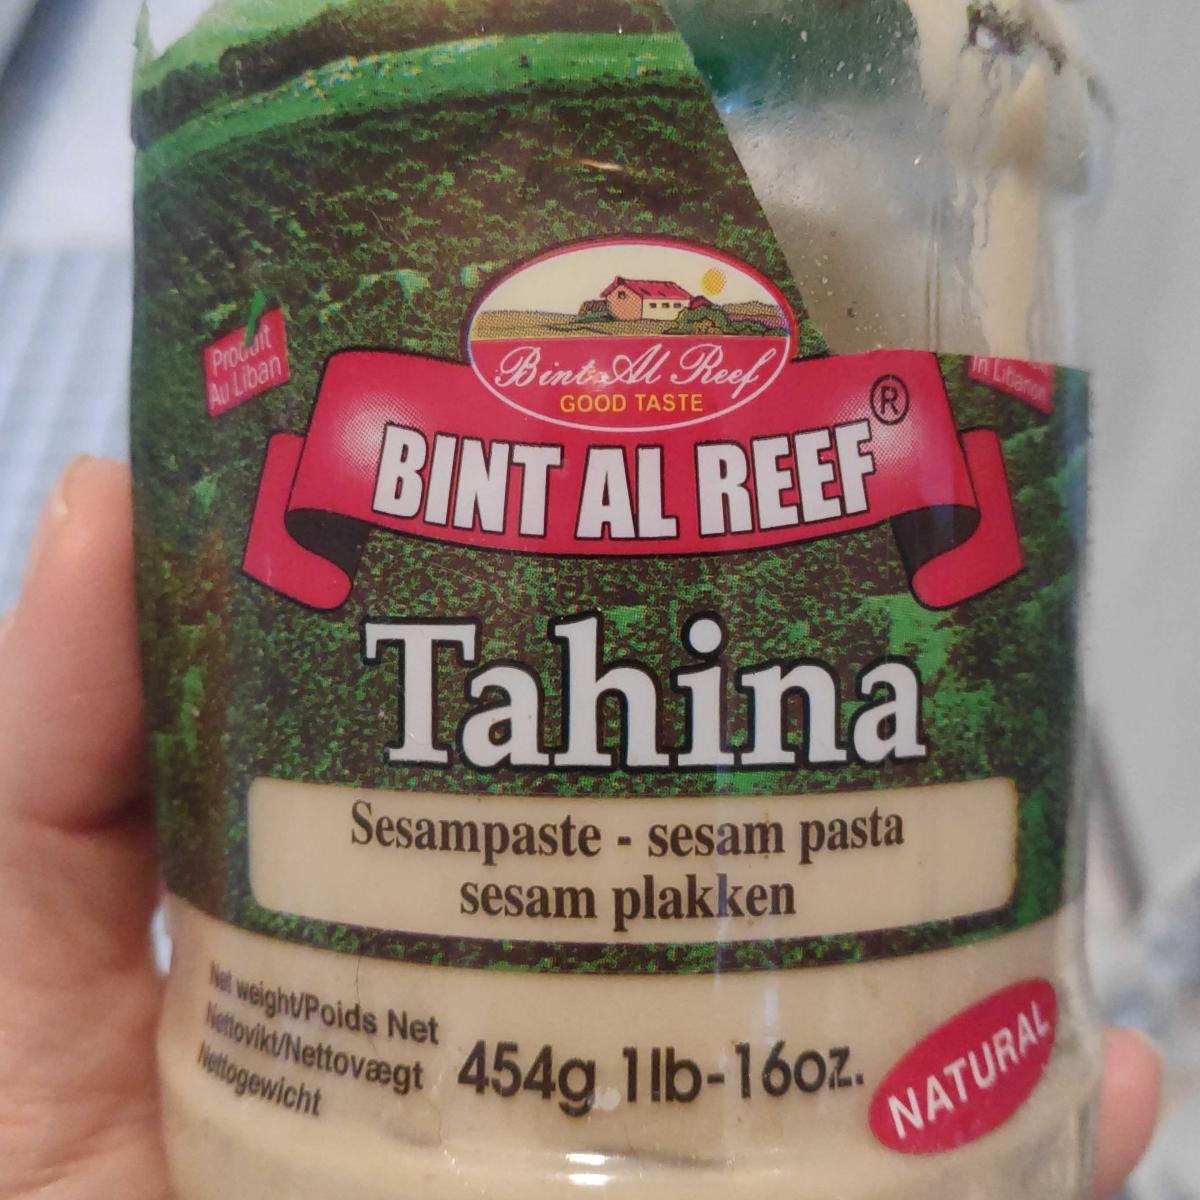 Produit
Au Liban
In Libanon
Bint Al Reef
GOOD TASTE
BINT AL REEF®
Tahina
Sesampaste - sesam pasta
sesam plakken
Net weight/Poids Net
Nettovikt/Nettovægt
Nettogewicht
454g 1lb-16oz.
NATURAL